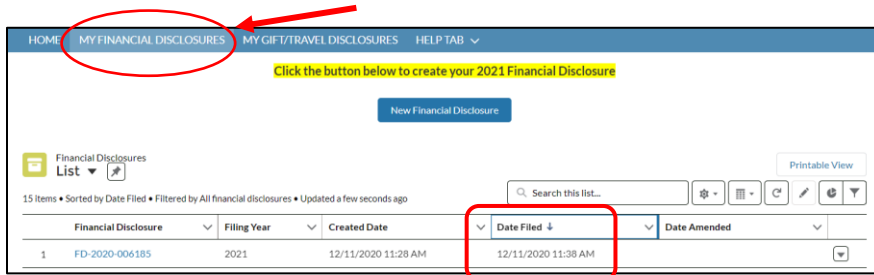 HOME MY FINANCIAL DISCLOSURES MY GIFT/TRAVEL DISCLOSURES HELP TAB
Click the button below to create your 2021 Financial Disclosure
New Financial Disclosure
Financial Disclosures
List
Printable View
15 items • Sorted by Date Filed • Filtered by All financial disclosures • Updated a few seconds ago
Search this list...
Financial Disclosure Filing Year Created Date Date Filed ↓ Date Amended
1 FD-2020-006185 2021 12/11/2020 11:28 AM 12/11/2020 11:38 AM